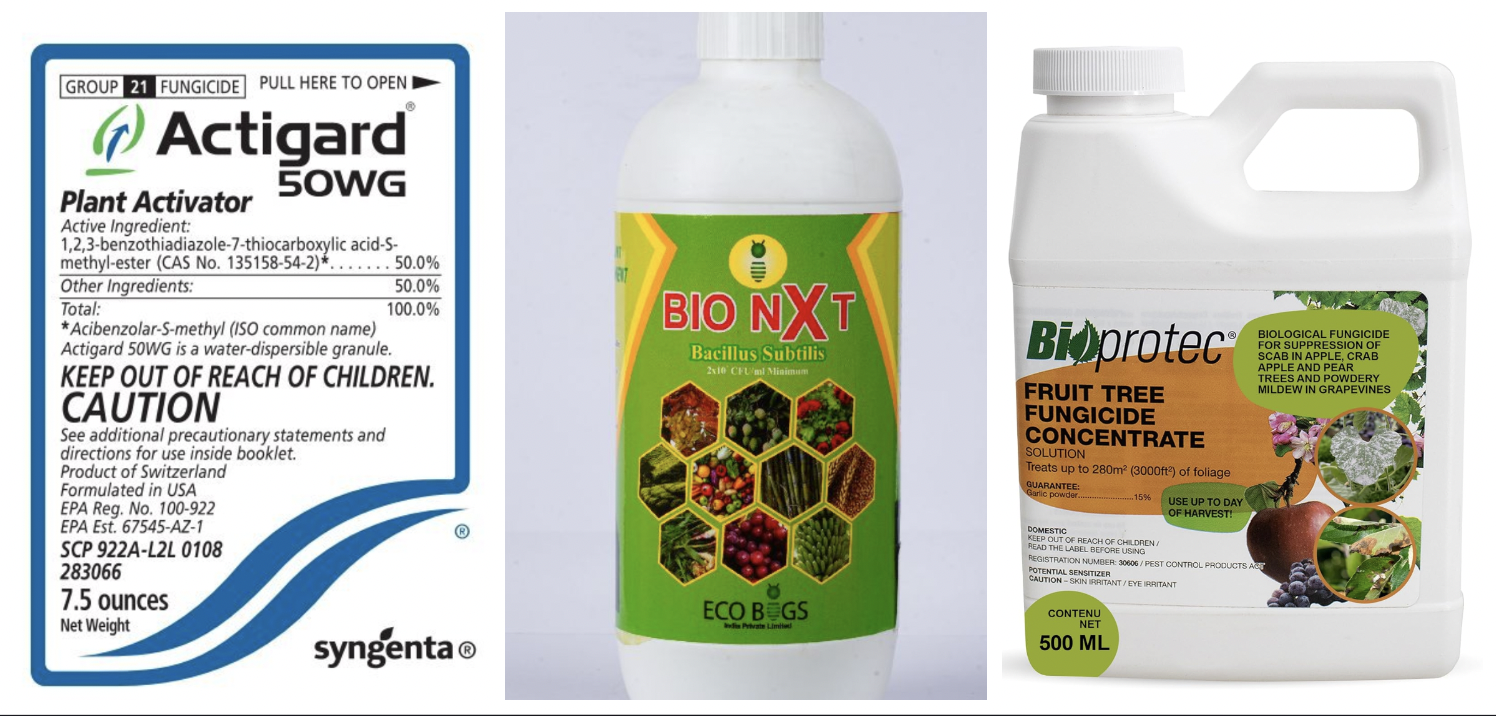 GROUP 21 FUNGICIDE PULL HERE TO OPEN
Actigard®
50WG
Plant Activator
Active Ingredient:
1,2,3-benzothiadiazole-7-thiocarboxylic acid-S-
methyl-ester (CAS No. 135158-54-2)*....... 50.0%
Other Ingredients: 50.0%
Total: 100.0%
*Acibenzolar-S-methyl (ISO common name)
Actigard 50WG is a water-dispersible granule.
KEEP OUT OF REACH OF CHILDREN.
CAUTION
See additional precautionary statements and
directions for use inside booklet.
Product of Switzerland
Formulated in USA
EPA Reg. No. 100-922
EPA Est. 67545-AZ-1
SCP 922A-L2L 0108
283066
7.5 ounces
Net Weight
®
syngenta®
BIO NXT
Bacillus Subtilis
CFU/ml Minimum
ECO BUGS
India Private Limited
Bioprotec®
BIOLOGICAL FUNGICIDE
FOR SUPPRESSION OF
SCAB IN APPLE, CRAB
APPLE AND PEAR
TREES AND POWDERY
MILDEW IN GRAPEVINES
FRUIT TREE
FUNGICIDE
CONCENTRATE
SOLUTION
Treats up to 280m² (3000ft²) of foliage
GUARANTEE:
Garlic powder.......................15%
USE UP TO DAY
OF HARVEST!
DOMESTIC
KEEP OUT OF REACH OF CHILDREN /
READ THE LABEL BEFORE USING
REGISTRATION NUMBER: 30606 / PEST CONTROL PRODUCTS ACT
POTENTIAL SENSITIZER
CAUTION – SKIN IRRITANT / EYE IRRITANT
CONTENU
NET
500 ML